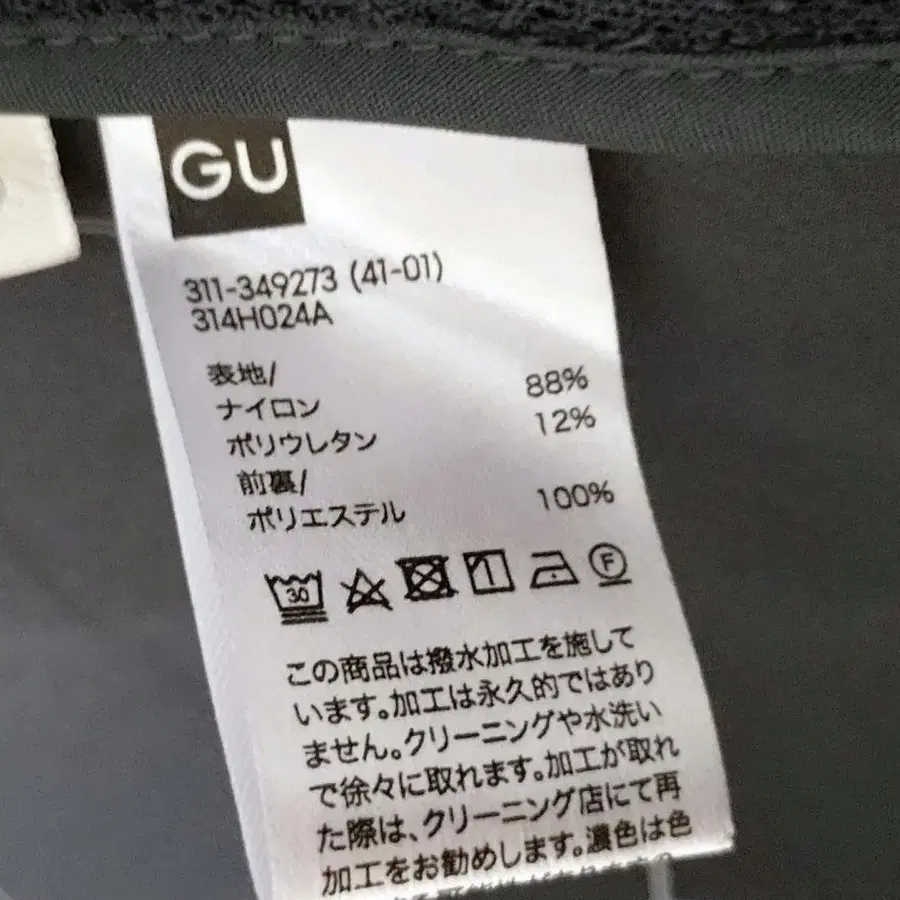 GU
311-349273 (41-01)
314H024A
表地/
ナイロン 88%
ポリウレタン 12%
前裏/
ポリエステル 100%
30
F
この商品は撥水加工を施して
います。加工は永久的ではあり
ません。クリーニングや水洗い
で徐々に取れます。加工が取れ
た際は、クリーニング店にて再
加工をお勧めします。濃色は色